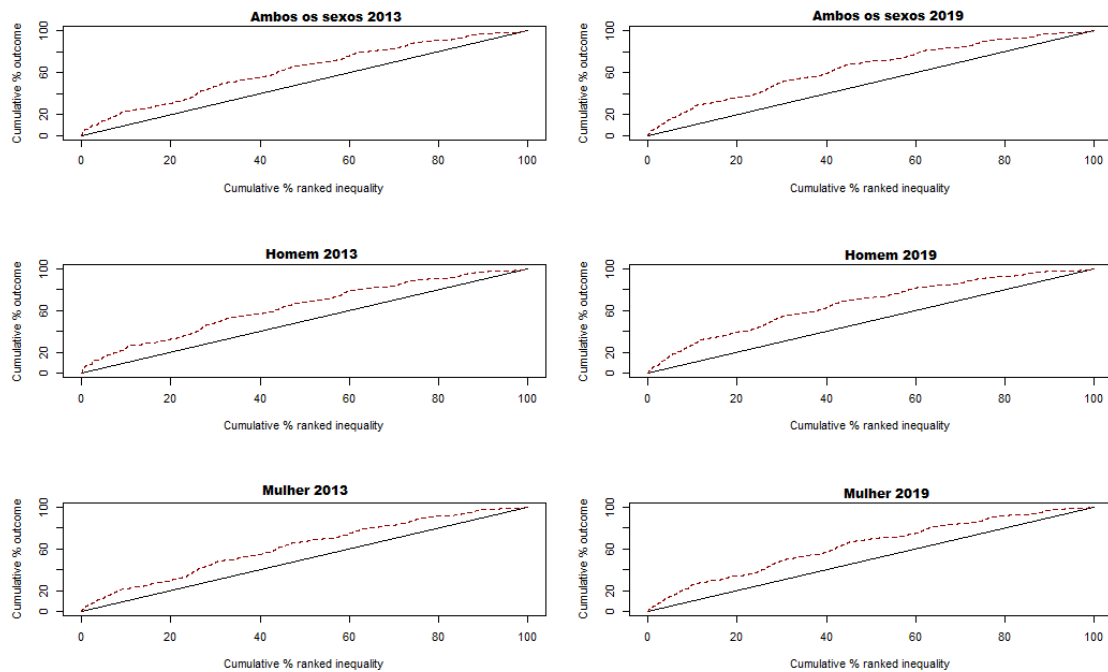 Ambos os sexos 2013
Cumulative % outcome
0 20 60 100
0 20 40 60 80 100
Cumulative % ranked inequality
Ambos os sexos 2019
Cumulative % outcome
0 20 60 100
0 20 40 60 80 100
Cumulative % ranked inequality
Homem 2013
Cumulative % outcome
0 20 60 100
0 20 40 60 80 100
Cumulative % ranked inequality
Homem 2019
Cumulative % outcome
0 20 60 100
0 20 40 60 80 100
Cumulative % ranked inequality
Mulher 2013
Cumulative % outcome
0 20 60 100
0 20 40 60 80 100
Cumulative % ranked inequality
Mulher 2019
Cumulative % outcome
0 20 60 100
0 20 40 60 80 100
Cumulative % ranked inequality